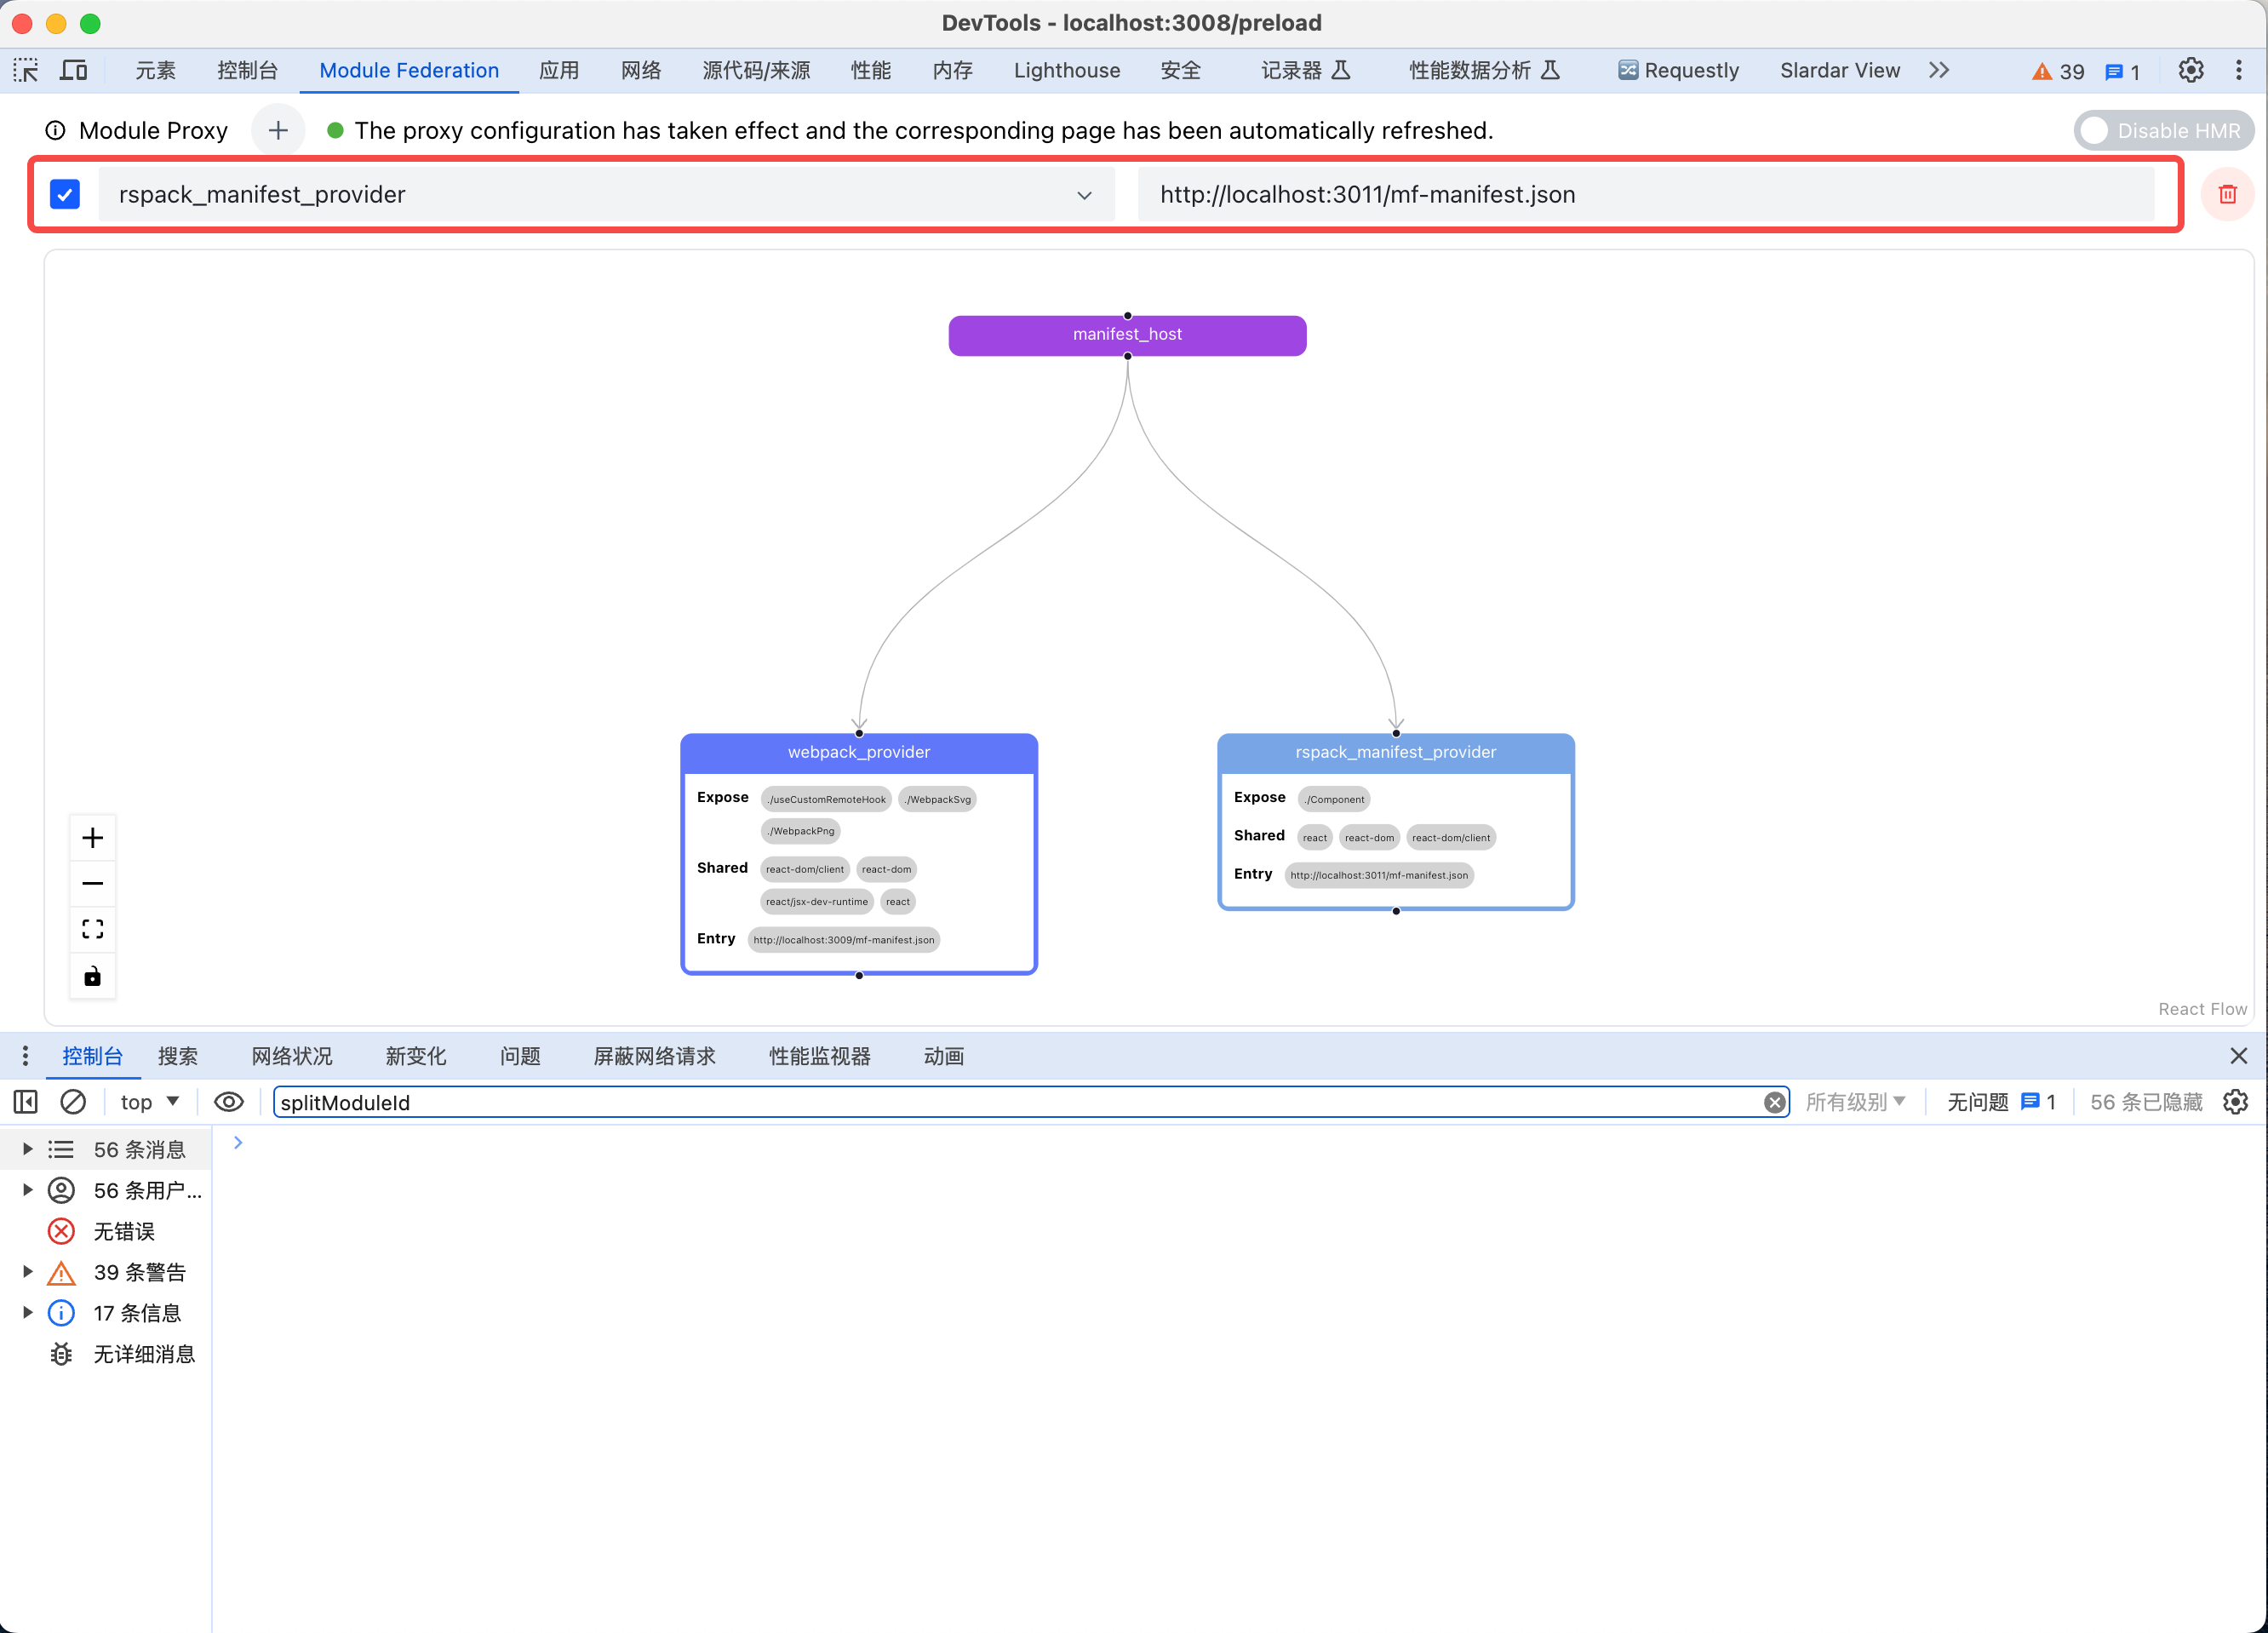 DevTools - localhost:3008/preload
元素 控制台 Module Federation 应用 网络 源代码/来源 性能 内存 Lighthouse 安全 记录器 性能数据分析 Requestly Slardar View 39 1
Module Proxy The proxy configuration has taken effect and the corresponding page has been automatically refreshed. Disable HMR
rspack_manifest_provider http://localhost:3011/mf-manifest.json
manifest_host
webpack_provider
Expose ./useCustomRemoteHook ./WebpackSvg
./WebpackPng
Shared react-dom/client react-dom
react/jsx-dev-runtime react
Entry http://localhost:3009/mf-manifest.json
rspack_manifest_provider
Expose ./Component
Shared react react-dom react-dom/client
Entry http://localhost:3011/mf-manifest.json
React Flow
控制台 搜索 网络状况 新变化 问题 屏蔽网络请求 性能监视器 动画
top splitModuleId 所有级别 无问题 1 56 条已隐藏
56 条消息
56 条用户...
无错误
39 条警告
17 条信息
无详细消息